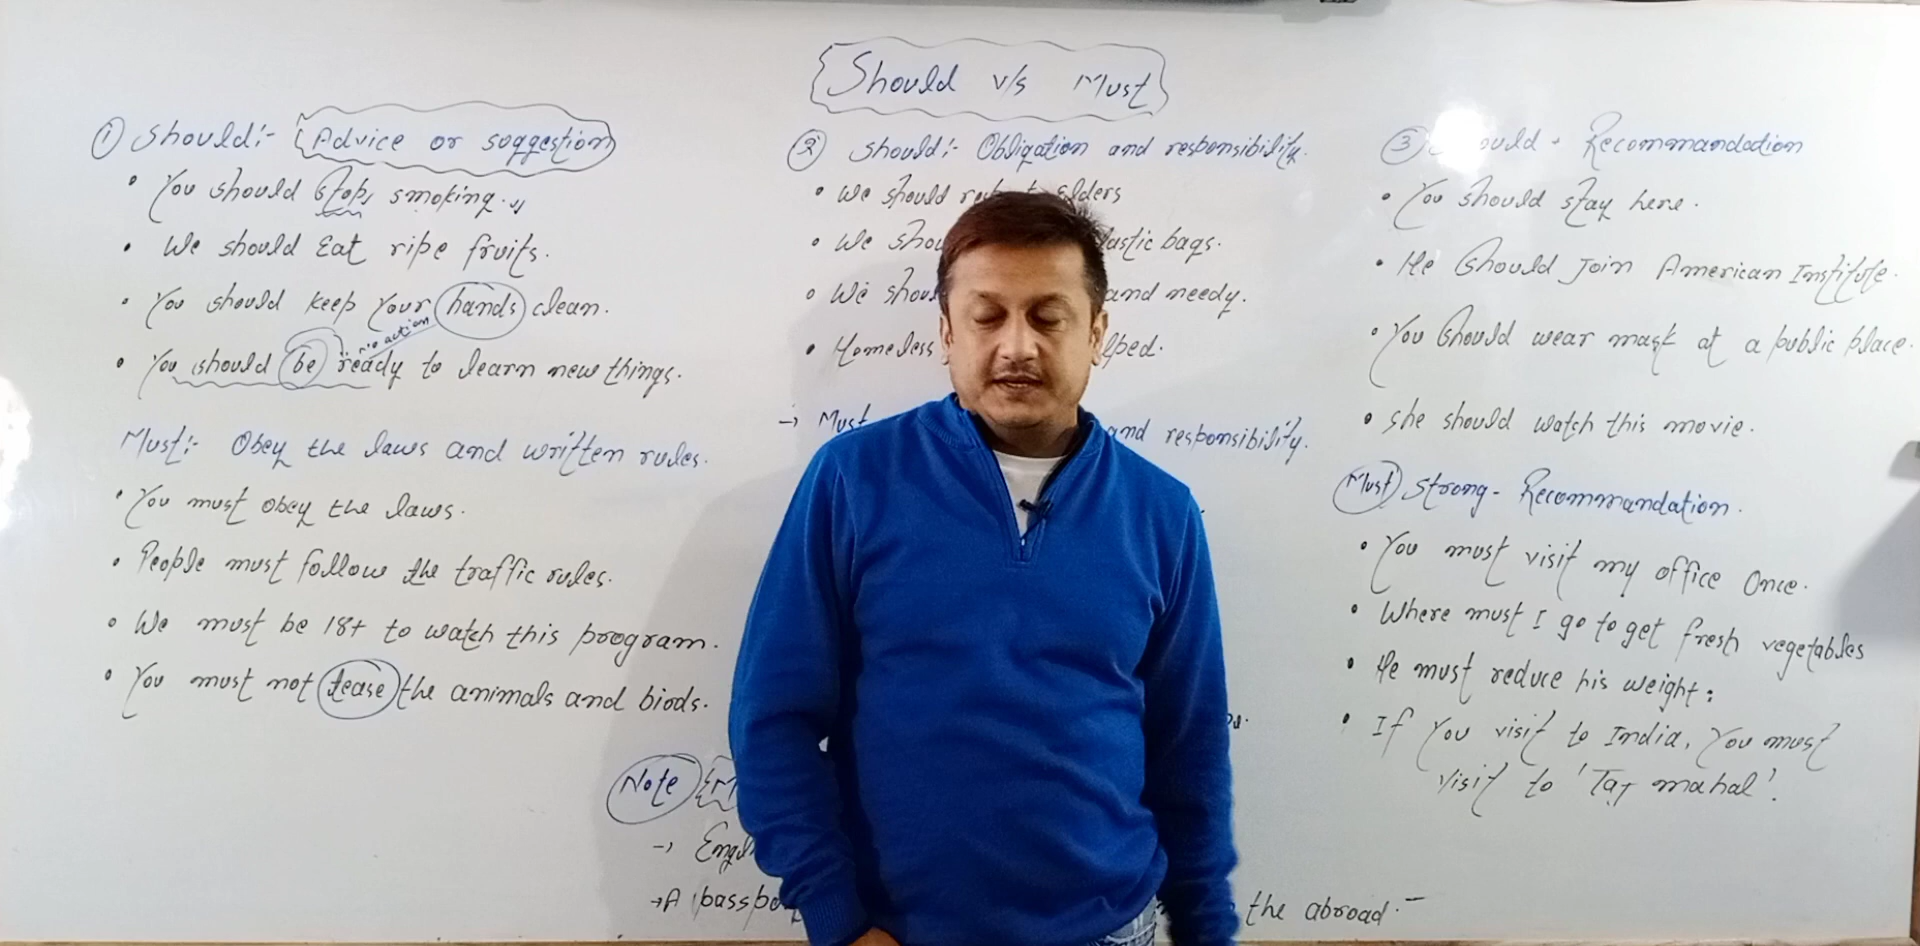 Should v/s Must
① Should:- Advice or soggestion
• You should stop, smoking.
• We should Eat ripe fruits.
• You should keep your hands clean.
no action
• You should be ready to learn new things.
Must:- Obey the laws and written rules.
• You must obey the laws.
• People must follow the traffic rules.
• We must be 18+ to watch this program.
• You must not tease the animals and birds.
② Should:- Obligation and responsibility.
• We should elders
• We bags.
• We and needy.
• Homeless
→ Must and responsibility.
③ Recommandation
• You should stay here.
• He should Join American Institute.
• You should wear mask at a public place.
• She should watch this movie.
Must Strong - Recommandation.
• You must visit my office Once.
• Where must I go to get fresh vegetables
• He must reduce his weight:
• If You visit to India, You must
visit to 'Taj mahal'.
Note
→ A the abroad.-